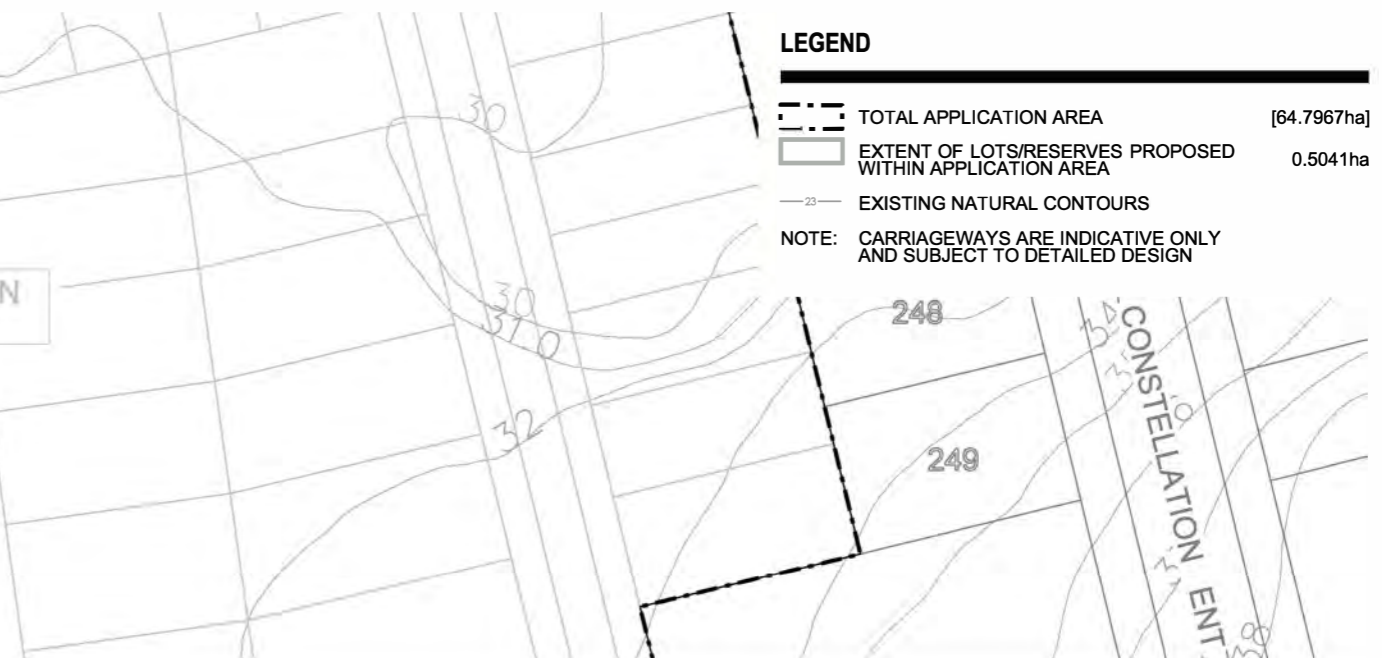 LEGEND
TOTAL APPLICATION AREA [64.7967ha]
EXTENT OF LOTS/RESERVES PROPOSED
WITHIN APPLICATION AREA 0.5041ha
23 EXISTING NATURAL CONTOURS
NOTE: CARRIAGEWAYS ARE INDICATIVE ONLY
AND SUBJECT TO DETAILED DESIGN
30
N
30
31 0
32
248
249
CONSTELLATION ENT
38